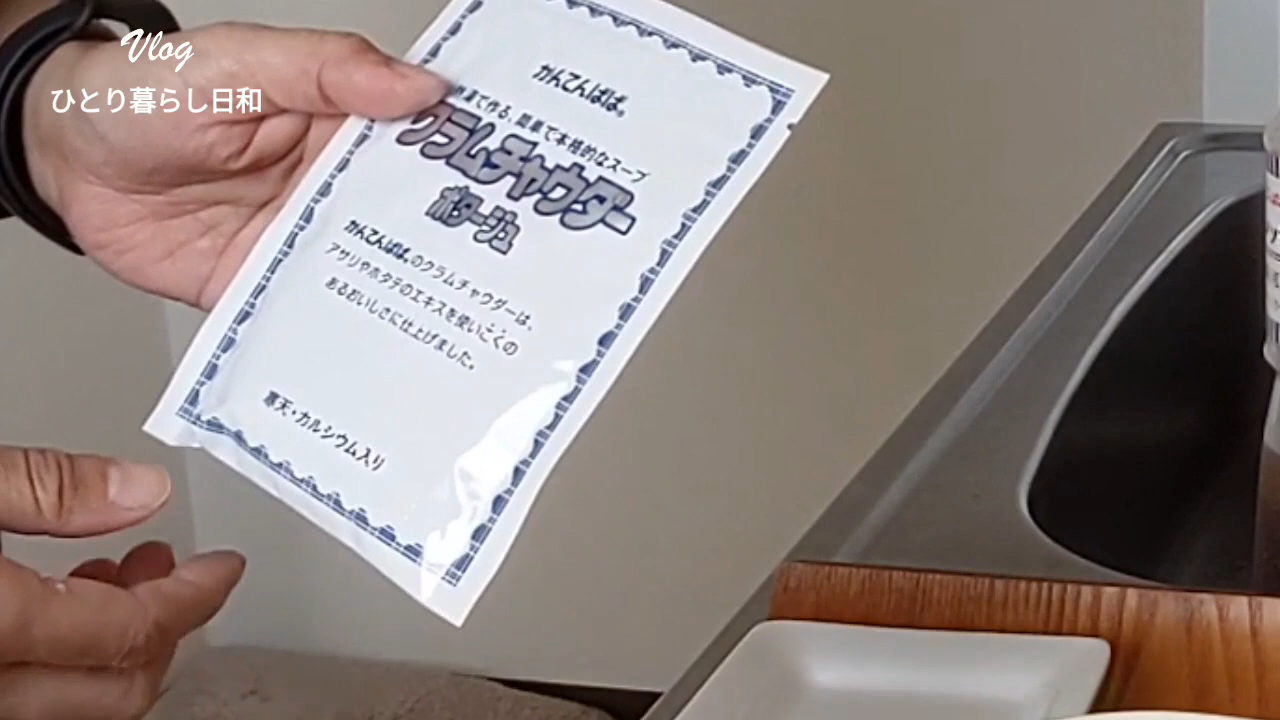 Vlog
ひとり暮らし日和
かんてんぱぱ。
で作る。簡単で本格的なスープ
クラムチャウダー
ポタージュ
かんてんぱぱ。のクラムチャウダーは、
アサリやホタテのエキスを使いこくの
あるおいしさに仕上げました。
寒天・カルシウム入り